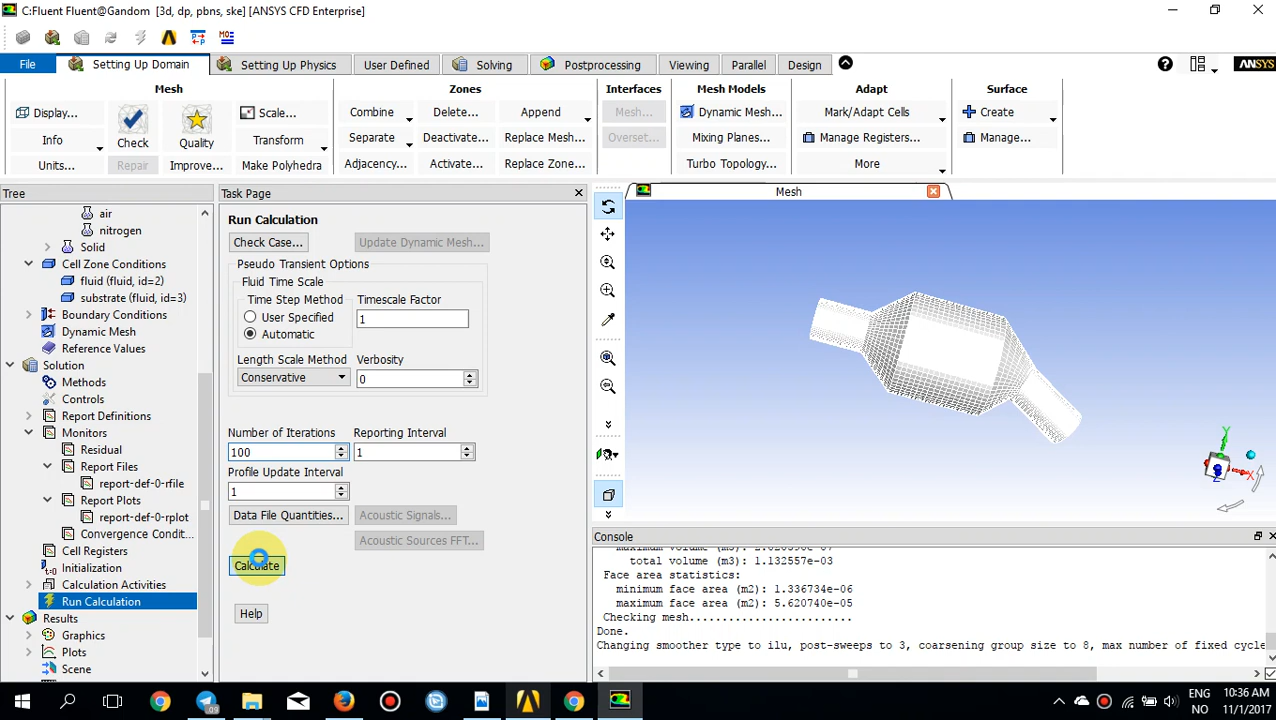 C:Fluent Fluent@Gandom [3d, dp, pbns, ske] [ANSYS CFD Enterprise]
File
Setting Up Domain
Setting Up Physics
User Defined
Solving
Postprocessing
Viewing
Parallel
Design
ANSYS
Mesh
Zones
Interfaces
Mesh Models
Adapt
Surface
Display...
Info
Units...
Check
Repair
Quality
Improve...
Scale...
Transform
Make Polyhedra
Combine
Separate
Adjacency...
Delete...
Deactivate...
Activate...
Append
Replace Mesh...
Replace Zone...
Mesh...
Overset...
Dynamic Mesh...
Mixing Planes...
Turbo Topology...
Mark/Adapt Cells
Manage Registers...
More
Create
Manage...
Tree
air
nitrogen
Solid
Cell Zone Conditions
fluid (fluid, id=2)
substrate (fluid, id=3)
Boundary Conditions
Dynamic Mesh
Reference Values
Solution
Methods
Controls
Report Definitions
Monitors
Residual
Report Files
report-def-0-rfile
Report Plots
report-def-0-rplot
Convergence Condit...
Cell Registers
Initialization
Calculation Activities
Run Calculation
Results
Graphics
Plots
Scene
Task Page
Run Calculation
Check Case...
Update Dynamic Mesh...
Pseudo Transient Options
Fluid Time Scale
Time Step Method
User Specified
Automatic
Timescale Factor
1
Length Scale Method
Conservative
Verbosity
0
Number of Iterations
100
Reporting Interval
1
Profile Update Interval
1
Data File Quantities...
Acoustic Signals...
Acoustic Sources FFT...
Calculate
Help
Mesh
Y
X
Z
Console
total volume (m3): 1.132557e-03
Face area statistics:
minimum face area (m2): 1.336734e-06
maximum face area (m2): 5.620740e-05
Checking mesh.........................
Done.
Changing smoother type to ilu, post-sweeps to 3, coarsening group size to 8, max number of fixed cycle
09
ENG
NO
10:36 AM
11/1/2017